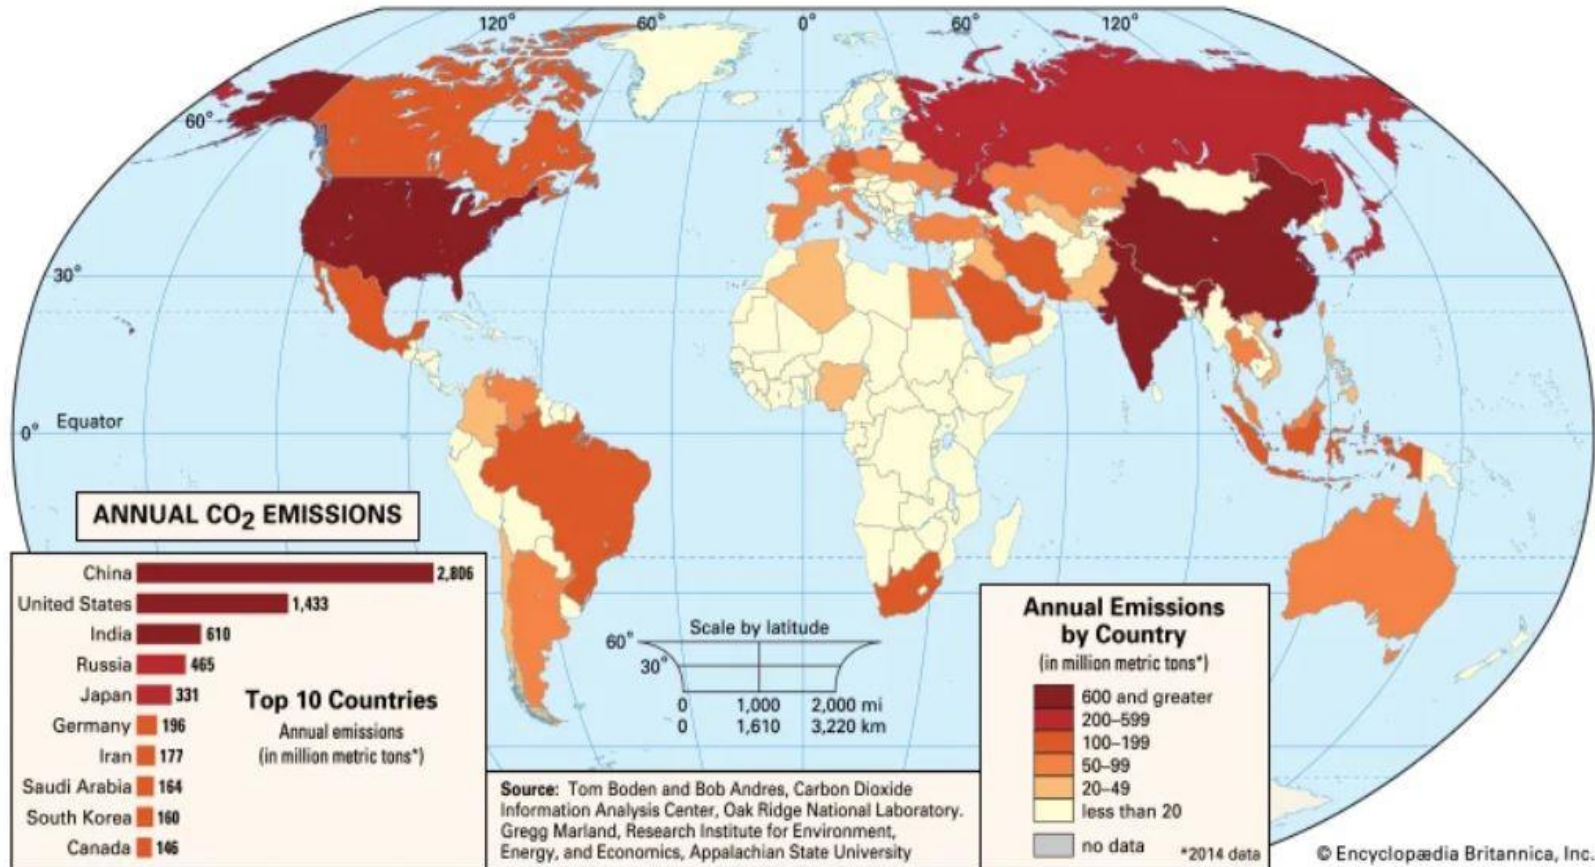 120° 60° 0° 60° 120°
60°
30°
0° Equator
ANNUAL CO₂ EMISSIONS
China 2,806
United States 1,433
India 610
Russia 465
Japan 331
Germany 196
Iran 177
Saudi Arabia 164
South Korea 160
Canada 146
Top 10 Countries
Annual emissions
(in million metric tons*)
Scale by latitude
60°
30°
0 1,000 2,000 mi
0 1,610 3,220 km
Source: Tom Boden and Bob Andres, Carbon Dioxide
Information Analysis Center, Oak Ridge National Laboratory.
Gregg Marland, Research Institute for Environment,
Energy, and Economics, Appalachian State University
Annual Emissions
by Country
(in million metric tons*)
600 and greater
200–599
100–199
50–99
20–49
less than 20
no data
*2014 data
© Encyclopædia Britannica, Inc.